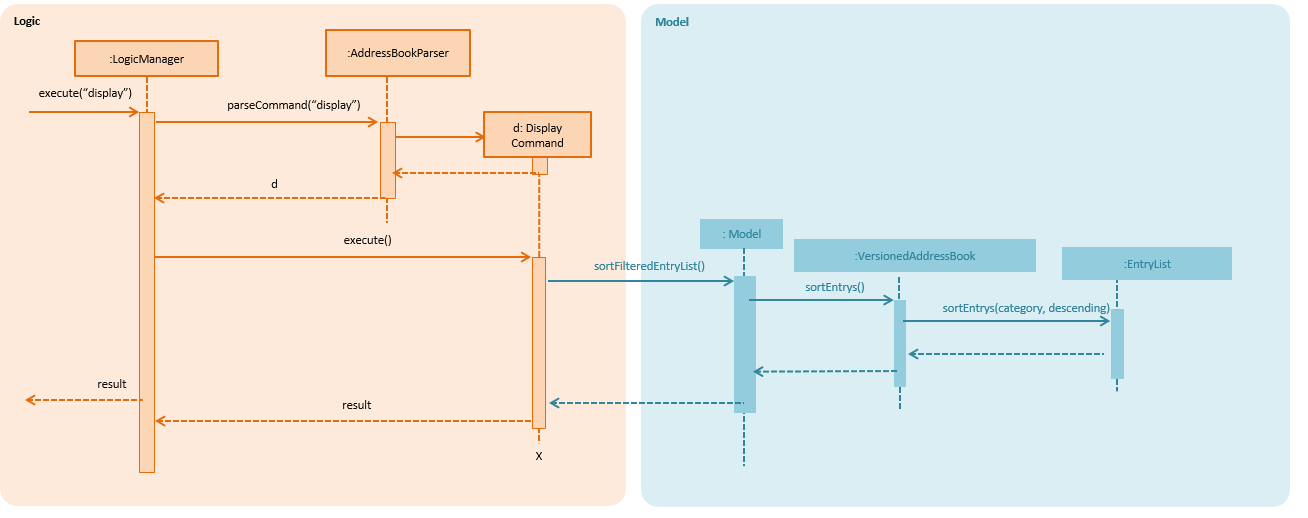 Logic
Model
:LogicManager
:AddressBookParser
execute(“display”)
parseCommand(“display”)
d: Display
Command
d
: Model
execute()
:VersionedAddressBook
:EntryList
sortFilteredEntryList()
sortEntrys()
sortEntrys(category, descending)
result
result
X